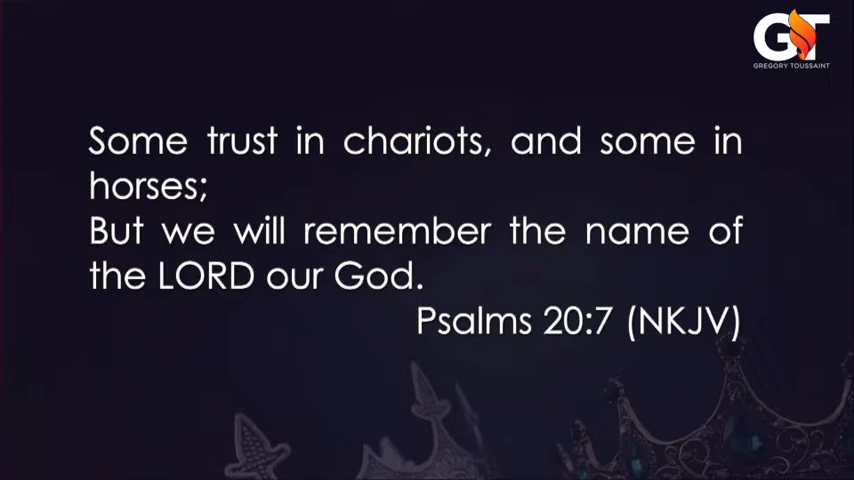 GT
GREGORY TOUSSAINT
Some trust in chariots, and some in
horses;
But we will remember the name of
the LORD our God.
Psalms 20:7 (NKJV)